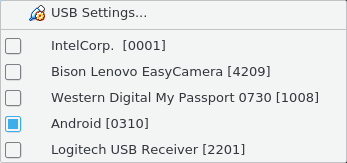 USB Settings...
IntelCorp.  [0001]
Bison Lenovo EasyCamera [4209]
Western Digital My Passport 0730 [1008]
Android [0310]
Logitech USB Receiver [2201]